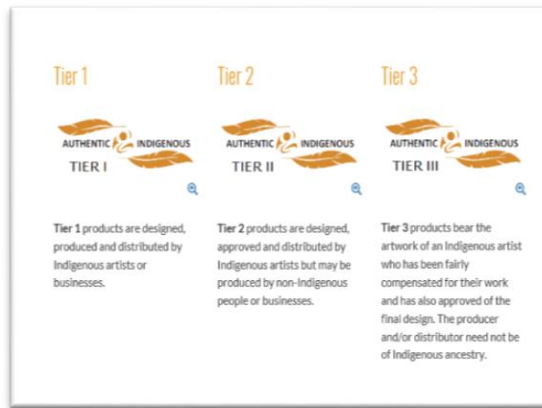 Tier 1
AUTHENTIC INDIGENOUS
TIER I
Tier 1 products are designed,
produced and distributed by
Indigenous artists or
businesses.
Tier 2
AUTHENTIC INDIGENOUS
TIER II
Tier 2 products are designed,
approved and distributed by
Indigenous artists but may be
produced by non-Indigenous
people or businesses.
Tier 3
AUTHENTIC INDIGENOUS
TIER III
Tier 3 products bear the
artwork of an Indigenous artist
who has been fairly
compensated for their work
and has also approved of the
final design. The producer
and/or distributor need not be
of Indigenous ancestry.